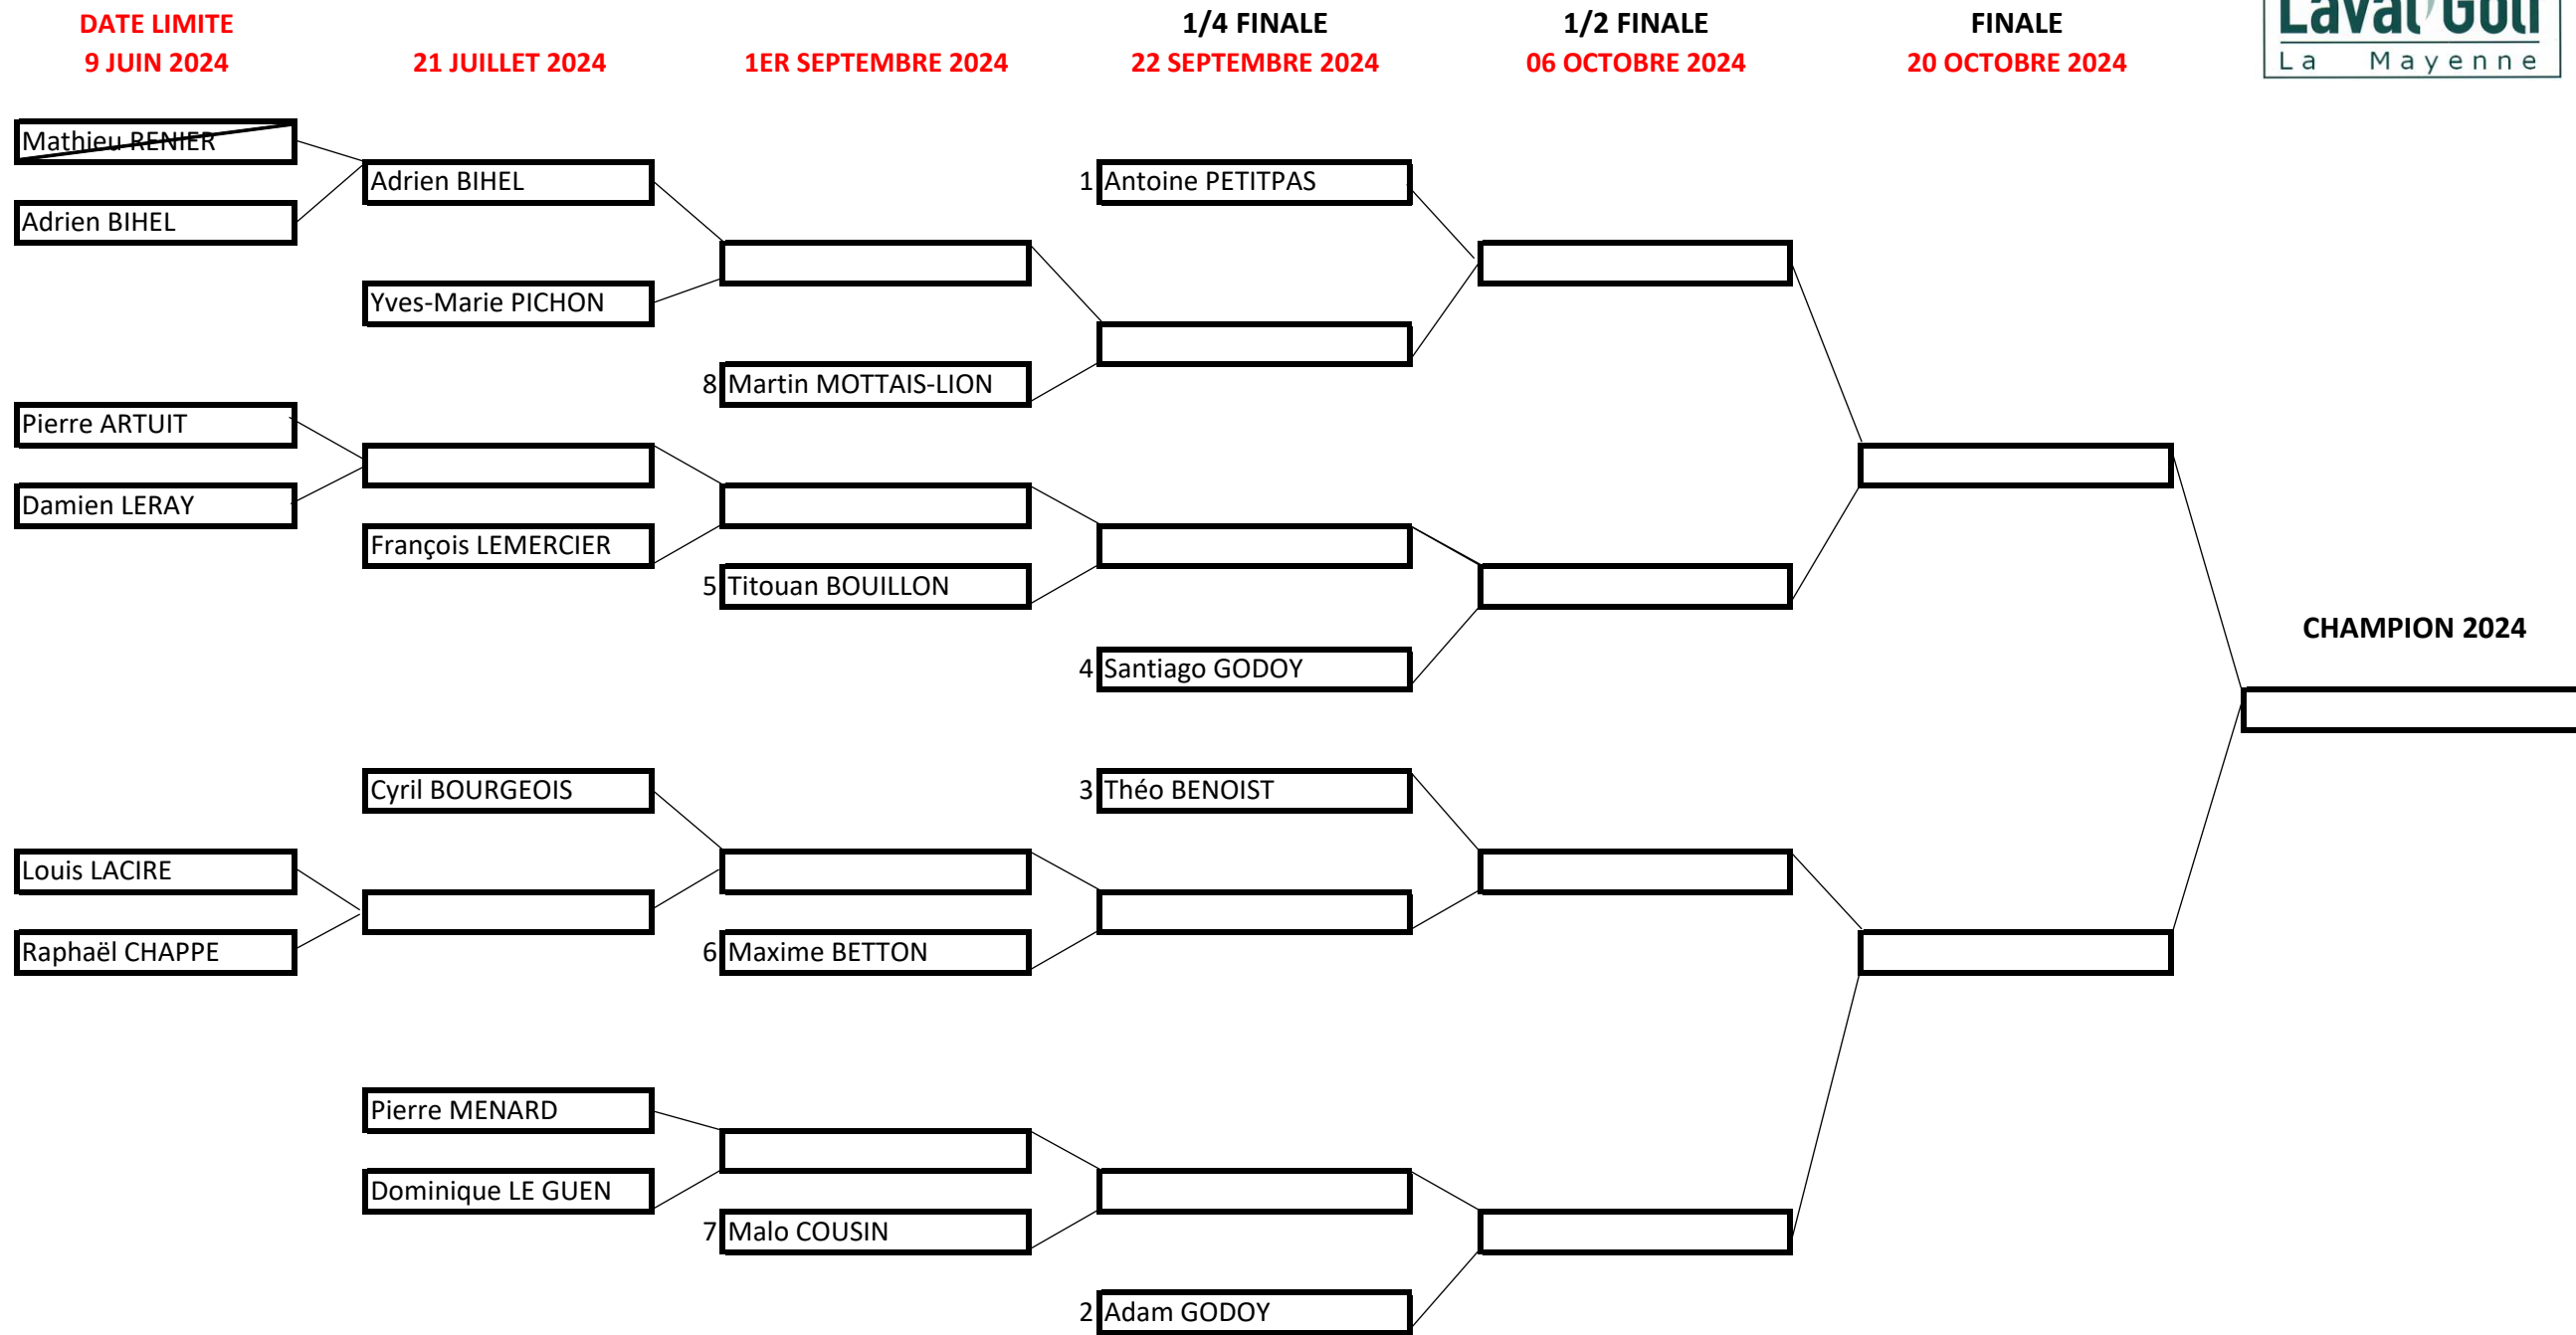 DATE LIMITE
9 JUIN 2024
21 JUILLET 2024
1ER SEPTEMBRE 2024
1/4 FINALE
22 SEPTEMBRE 2024
1/2 FINALE
06 OCTOBRE 2024
FINALE
20 OCTOBRE 2024
Laval Golf
La Mayenne
Mathieu RENIER
Adrien BIHEL
Pierre ARTUIT
Damien LERAY
Louis LACIRE
Raphaël CHAPPE
Adrien BIHEL
Yves-Marie PICHON
François LEMERCIER
Cyril BOURGEOIS
Pierre MENARD
Dominique LE GUEN
8 Martin MOTTAIS-LION
5 Titouan BOUILLON
6 Maxime BETTON
7 Malo COUSIN
1 Antoine PETITPAS
4 Santiago GODOY
3 Théo BENOIST
2 Adam GODOY
CHAMPION 2024